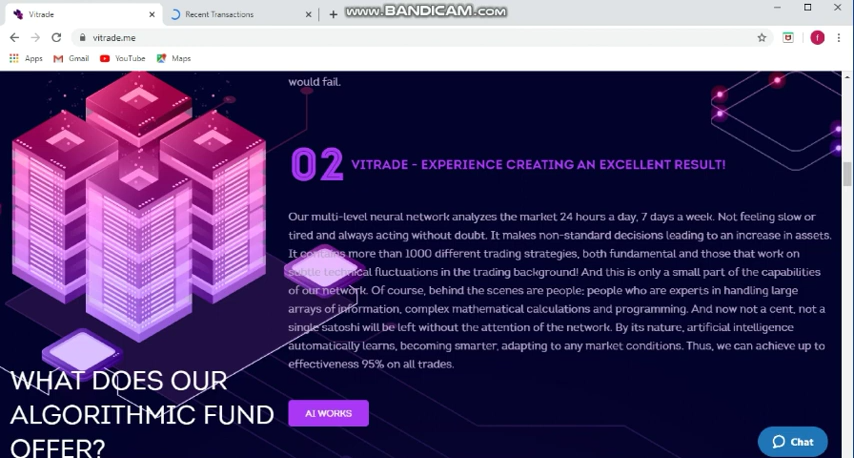 Vitrade
Recent Transactions
www.BANDICAM.com
vitrade.me
Apps Gmail YouTube Maps
would fail.
02 VITRADE - EXPERIENCE CREATING AN EXCELLENT RESULT!
Our multi-level neural network analyzes the market 24 hours a day, 7 days a week. Not feeling slow or
tired and always acting without doubt. It makes non-standard decisions leading to an increase in assets.
It contains more than 1000 different trading strategies, both fundamental and those that work on
subtle technical fluctuations in the trading background! And this is only a small part of the capabilities
of our network. Of course, behind the scenes are people; people who are experts in handling large
arrays of information, complex mathematical calculations and programming. And now not a cent, not a
single satoshi will be left without the attention of the network. By its nature, artificial intelligence
automatically learns, becoming smarter, adapting to any market conditions. Thus, we can achieve up to
effectiveness 95% on all trades.
WHAT DOES OUR
ALGORITHMIC FUND
OFFER?
AI WORKS
Chat